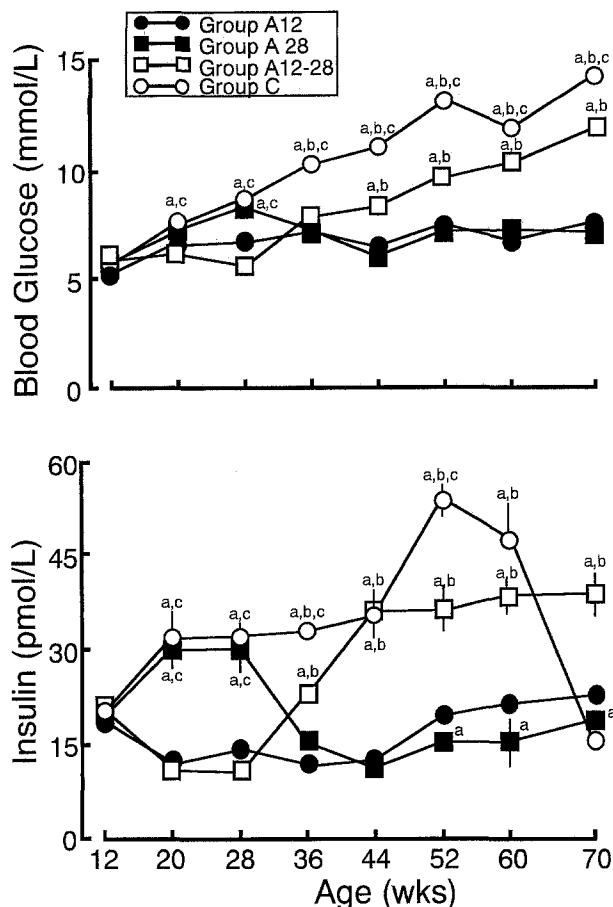 Group A12
Group A 28
Group A12-28
Group C
Blood Glucose (mmol/L)
15
10
5
0
a,c
a,c
a,c
a,b,c
a,b,c
a,b,c
a,b,c
a,b,c
a,b
a,b
a,b
a,b
Insulin (pmol/L)
60
45
30
15
0
a,c
a,c
a,c
a,c
a,b,c
a,b
a,b
a,b
a,b,c
a,b
a,b
a,b
a,b
a
a
a
12 20 28 36 44 52 60 70
Age (wks)